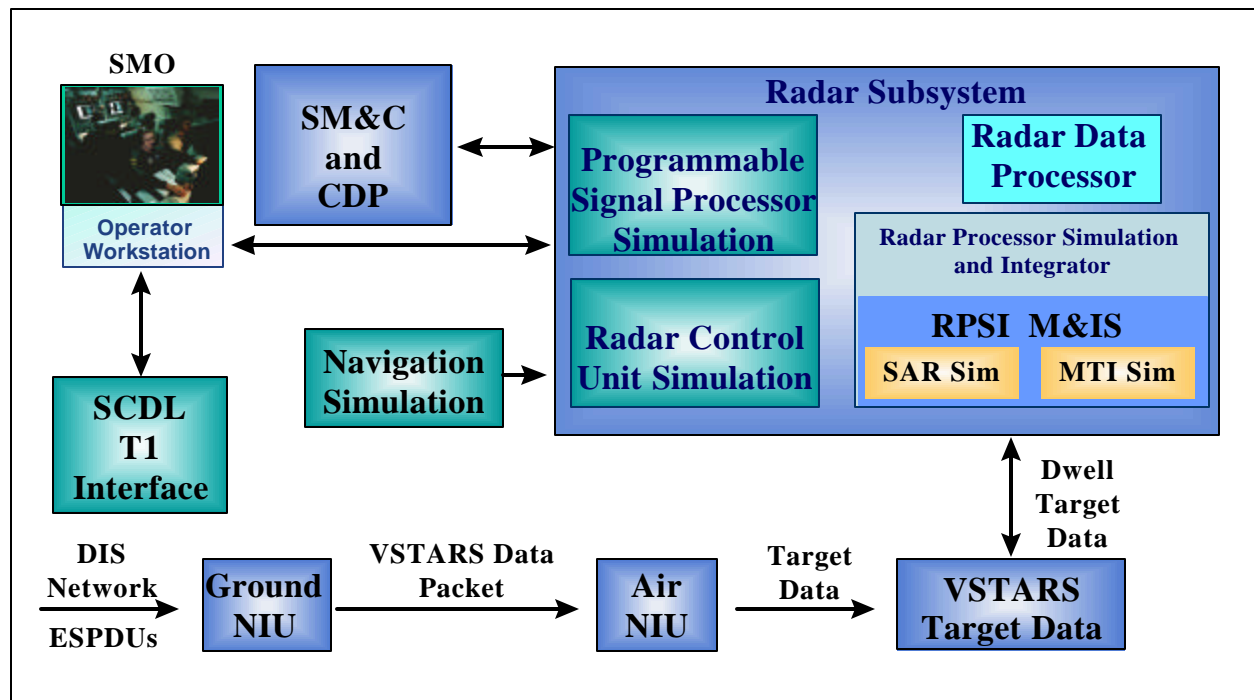 SMO
Operator
Workstation
SM&C
and
CDP
Radar Subsystem
Programmable
Signal Processor
Simulation
Radar Data
Processor
Radar Processor Simulation
and Integrator
RPSI M&IS
SAR Sim
MTI Sim
Radar Control
Unit Simulation
Navigation
Simulation
SCDL
T1
Interface
Dwell
Target
Data
DIS
Network
ESPDUs
Ground
NIU
VSTARS Data
Packet
Air
NIU
Target
Data
VSTARS
Target Data